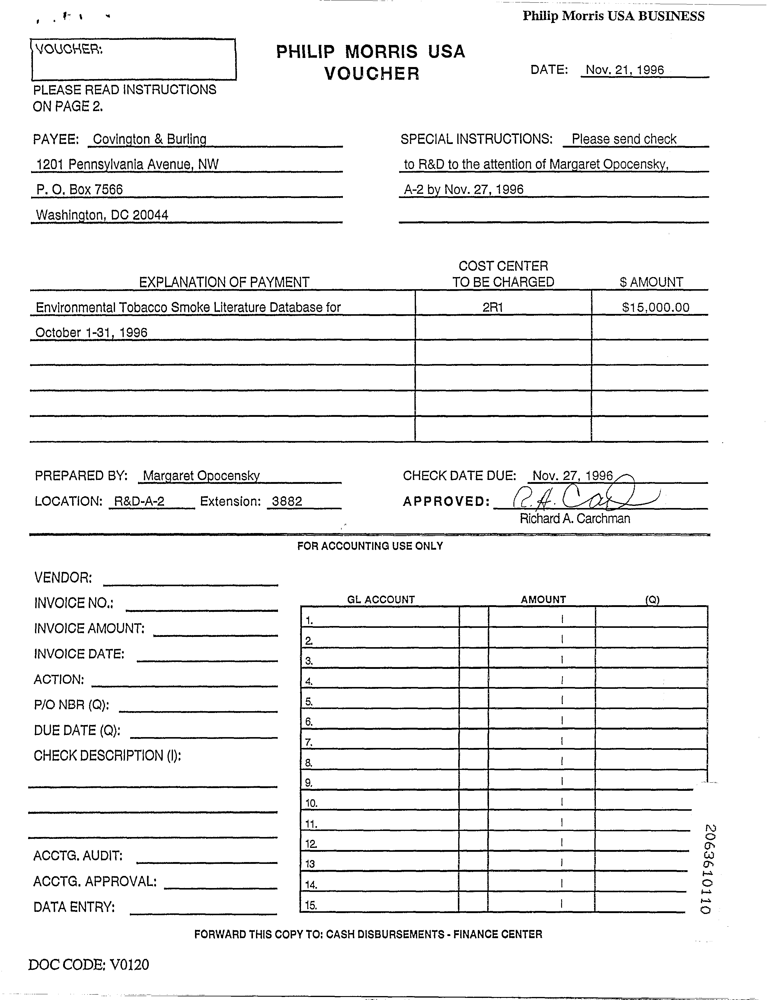 Philip Morris USA BUSINESS
VOUCHER:
PHILIP MORRIS USA
VOUCHER
DATE: Nov. 21, 1996
PLEASE READ INSTRUCTIONS
ON PAGE 2.
PAYEE: Covington & Burling
SPECIAL INSTRUCTIONS: Please send check
1201 Pennsylvania Avenue, NW
to R&D to the attention of Margaret Opocensky,
P. O. Box 7566
A-2 by Nov. 27, 1996
Washington, DC 20044
EXPLANATION OF PAYMENT
COST CENTER
TO BE CHARGED
$ AMOUNT
Environmental Tobacco Smoke Literature Database for 2R1 $15,000.00
October 1-31, 1996
PREPARED BY: Margaret Opocensky
CHECK DATE DUE: Nov. 27, 1996
LOCATION: R&D-A-2 Extension: 3882
APPROVED: R.A. Car
Richard A. Carchman
FOR ACCOUNTING USE ONLY
VENDOR:
INVOICE NO.:
INVOICE AMOUNT:
INVOICE DATE:
ACTION:
P/O NBR (Q):
DUE DATE (Q):
CHECK DESCRIPTION (I):
ACCTG. AUDIT:
ACCTG. APPROVAL:
DATA ENTRY:
GL ACCOUNT AMOUNT (Q)
1.
2.
3.
4.
5.
6.
7.
8.
9.
10.
11.
12.
13
14.
15.
2063610110
FORWARD THIS COPY TO: CASH DISBURSEMENTS - FINANCE CENTER
DOC CODE: V0120